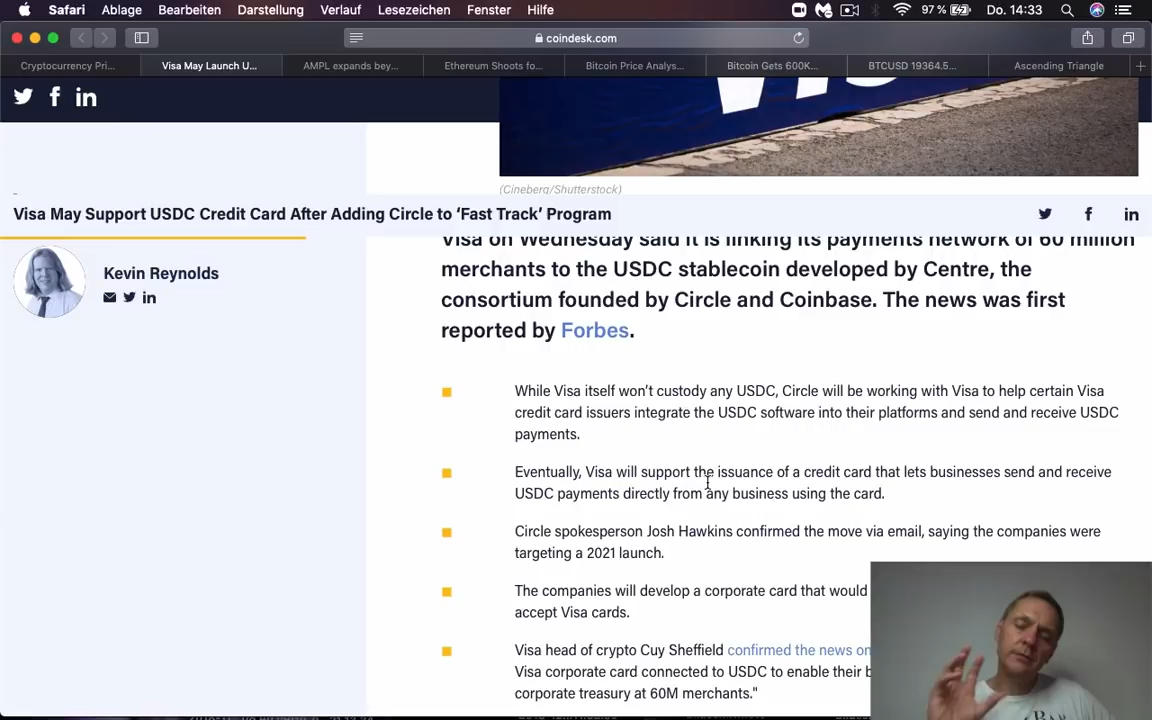 Safari Ablage Bearbeiten Darstellung Verlauf Lesezeichen Fenster Hilfe 97 % Do. 14:33
coindesk.com
Cryptocurrency Pri... Visa May Launch U... AMPL expands bey... Ethereum Shoots fo... Bitcoin Price Analys... Bitcoin Gets 600K... BTCUSD 19364.5... Ascending Triangle
(Cineberg/Shutterstock)
Visa May Support USDC Credit Card After Adding Circle to ‘Fast Track’ Program
Kevin Reynolds
Visa on Wednesday said it is linking its payments network of 60 million
merchants to the USDC stablecoin developed by Centre, the
consortium founded by Circle and Coinbase. The news was first
reported by Forbes.
While Visa itself won’t custody any USDC, Circle will be working with Visa to help certain Visa
credit card issuers integrate the USDC software into their platforms and send and receive USDC
payments.
Eventually, Visa will support the issuance of a credit card that lets businesses send and receive
USDC payments directly from any business using the card.
Circle spokesperson Josh Hawkins confirmed the move via email, saying the companies were
targeting a 2021 launch.
The companies will develop a corporate card that would
accept Visa cards.
Visa head of crypto Cuy Sheffield confirmed the news on
Visa corporate card connected to USDC to enable their b
corporate treasury at 60M merchants."